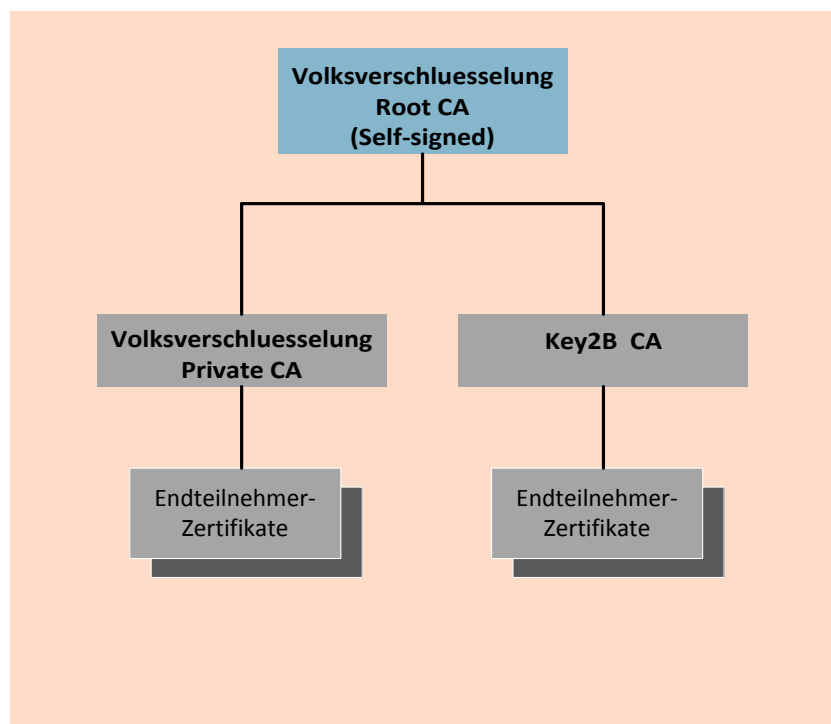 Volksverschluesselung
Root CA
(Self-signed)
Volksverschluesselung
Private CA
Key2B CA
Endteilnehmer-
Zertifikate
Endteilnehmer-
Zertifikate